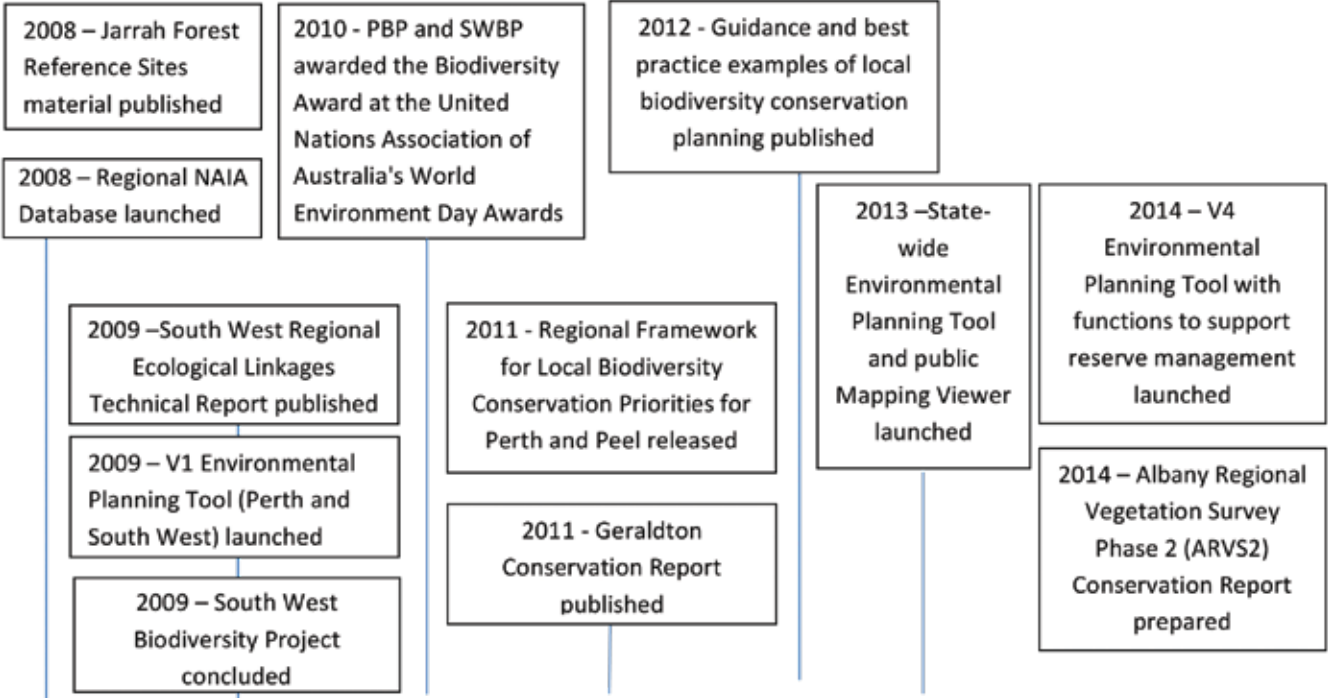 2008 – Jarrah Forest
Reference Sites
material published
2008 – Regional NAIA
Database launched
2009 –South West Regional
Ecological Linkages
Technical Report published
2009 – V1 Environmental
Planning Tool (Perth and
South West) launched
2009 – South West
Biodiversity Project
concluded
2010 - PBP and SWBP
awarded the Biodiversity
Award at the United
Nations Association of
Australia's World
Environment Day Awards
2011 - Regional Framework
for Local Biodiversity
Conservation Priorities for
Perth and Peel released
2011 - Geraldton
Conservation Report
published
2012 - Guidance and best
practice examples of local
biodiversity conservation
planning published
2013 –State-
wide
Environmental
Planning Tool
and public
Mapping Viewer
launched
2014 – V4
Environmental
Planning Tool with
functions to support
reserve management
launched
2014 – Albany Regional
Vegetation Survey
Phase 2 (ARVS2)
Conservation Report
prepared